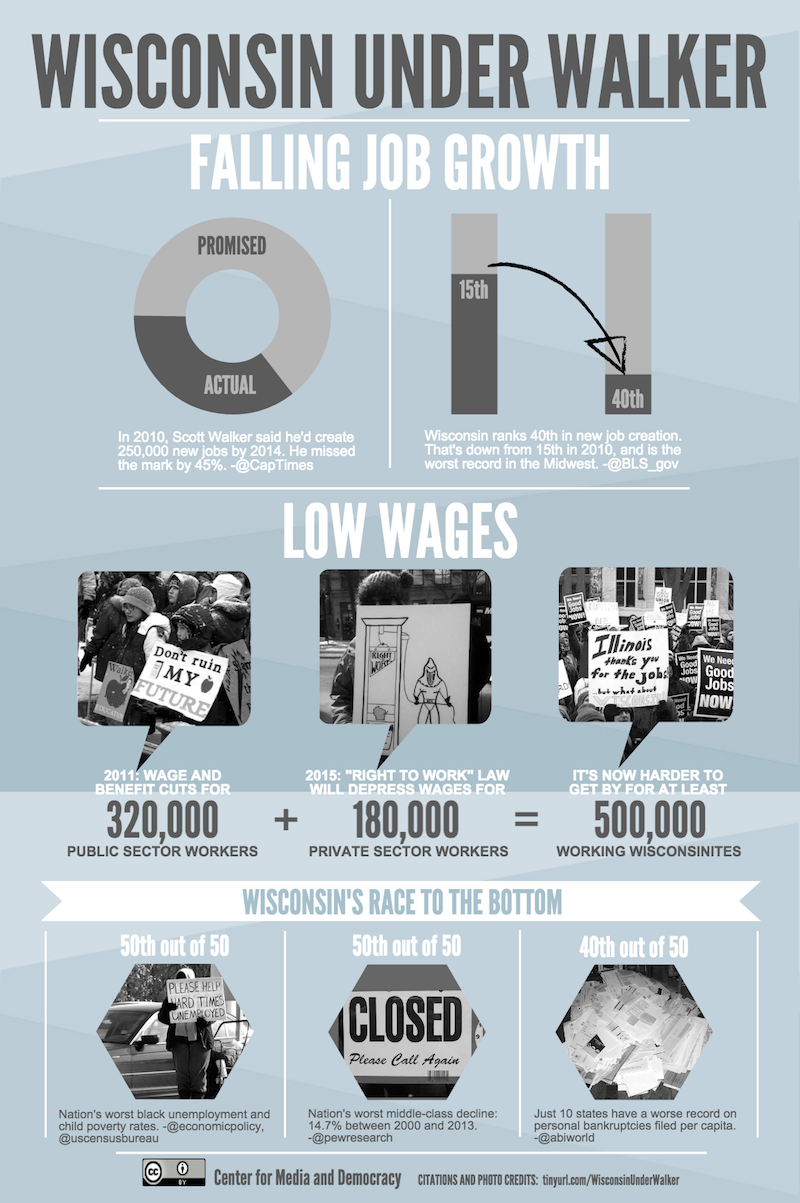 WISCONSIN UNDER WALKER
FALLING JOB GROWTH
PROMISED
ACTUAL
In 2010, Scott Walker said he'd create
250,000 new jobs by 2014. He missed
the mark by 45%. -@CapTimes
15th
40th
Wisconsin ranks 40th in new job creation.
That's down from 15th in 2010, and is the
worst record in the Midwest. -@BLS_gov
LOW WAGES
Don't ruin
MY
FUTURE
RIGHT
Illinois
thanks you
for the jobs
but what about
We Need
Good
Jobs
NOW!
2011: WAGE AND
BENEFIT CUTS FOR
320,000
PUBLIC SECTOR WORKERS
+
2015: "RIGHT TO WORK" LAW
WILL DEPRESS WAGES FOR
180,000
PRIVATE SECTOR WORKERS
=
IT'S NOW HARDER TO
GET BY FOR AT LEAST
500,000
WORKING WISCONSINITES
WISCONSIN'S RACE TO THE BOTTOM
50th out of 50
PLEASE HELP
HARD TIMES
UNEMPLOYED
Nation's worst black unemployment and
child poverty rates. -@economicpolicy,
@uscensusbureau
50th out of 50
CLOSED
Please Call Again
Nation's worst middle-class decline:
14.7% between 2000 and 2013.
-@pewresearch
40th out of 50
Just 10 states have a worse record on
personal bankruptcies filed per capita.
-@abiworld
cc
BY
Center for Media and Democracy
CITATIONS AND PHOTO CREDITS: tinyurl.com/WisconsinUnderWalker